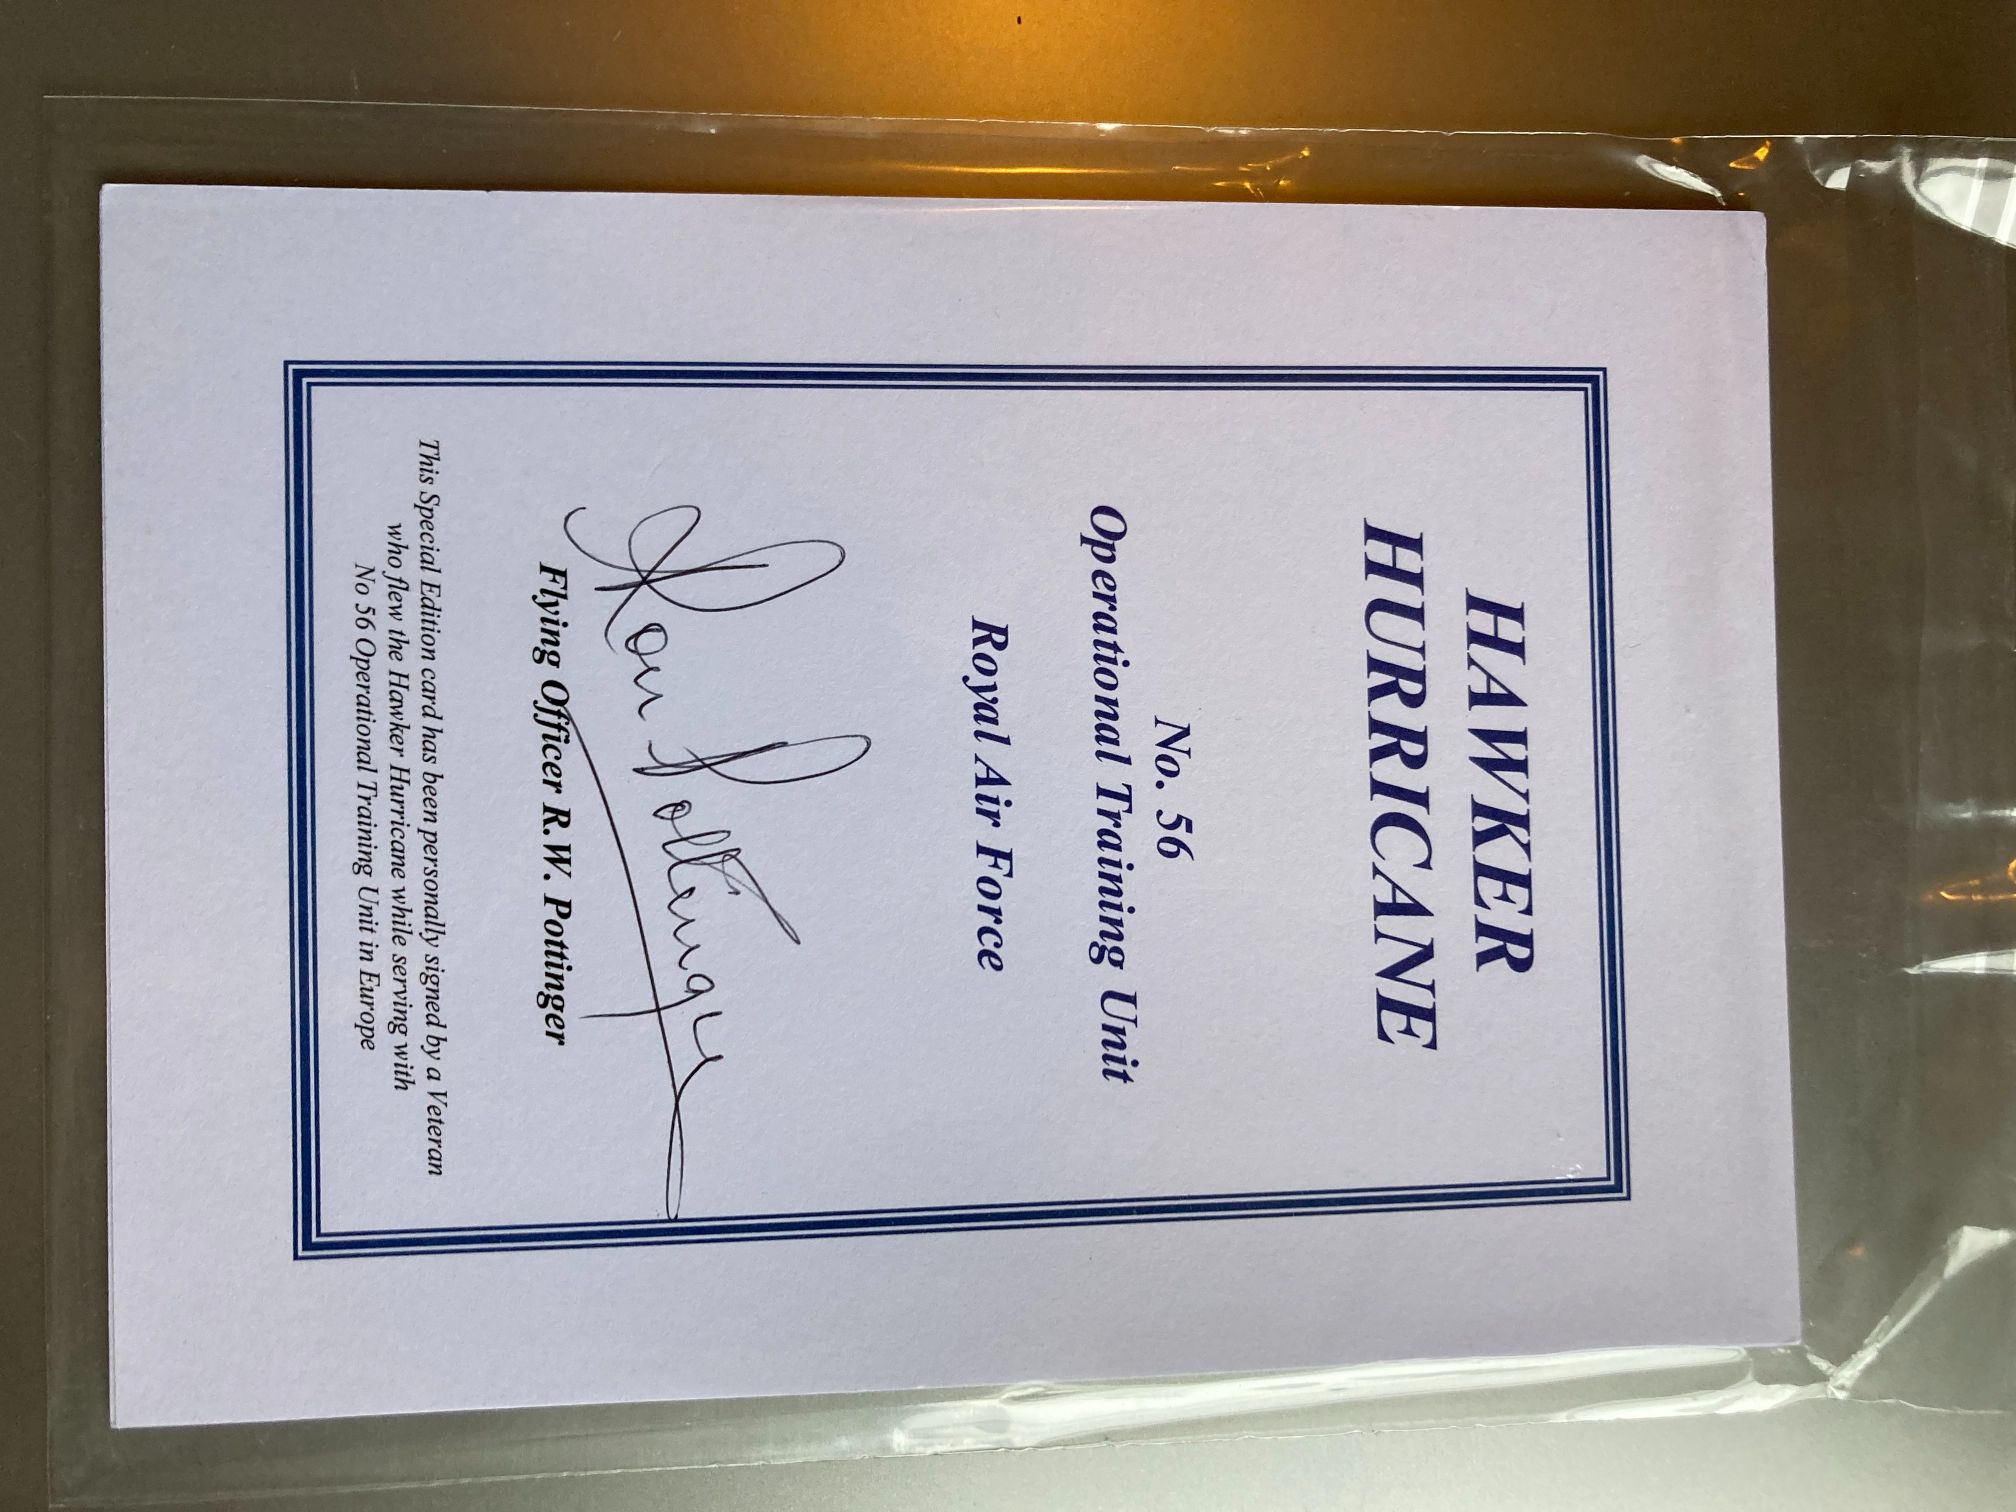 HAWKER
HURRICANE
No. 56
Operational Training Unit
Royal Air Force
Ron Pottinger
Flying Officer R.W. Pottinger
This Special Edition card has been personally signed by a Veteran
who flew the Hawker Hurricane while serving with
No 56 Operational Training Unit in Europe